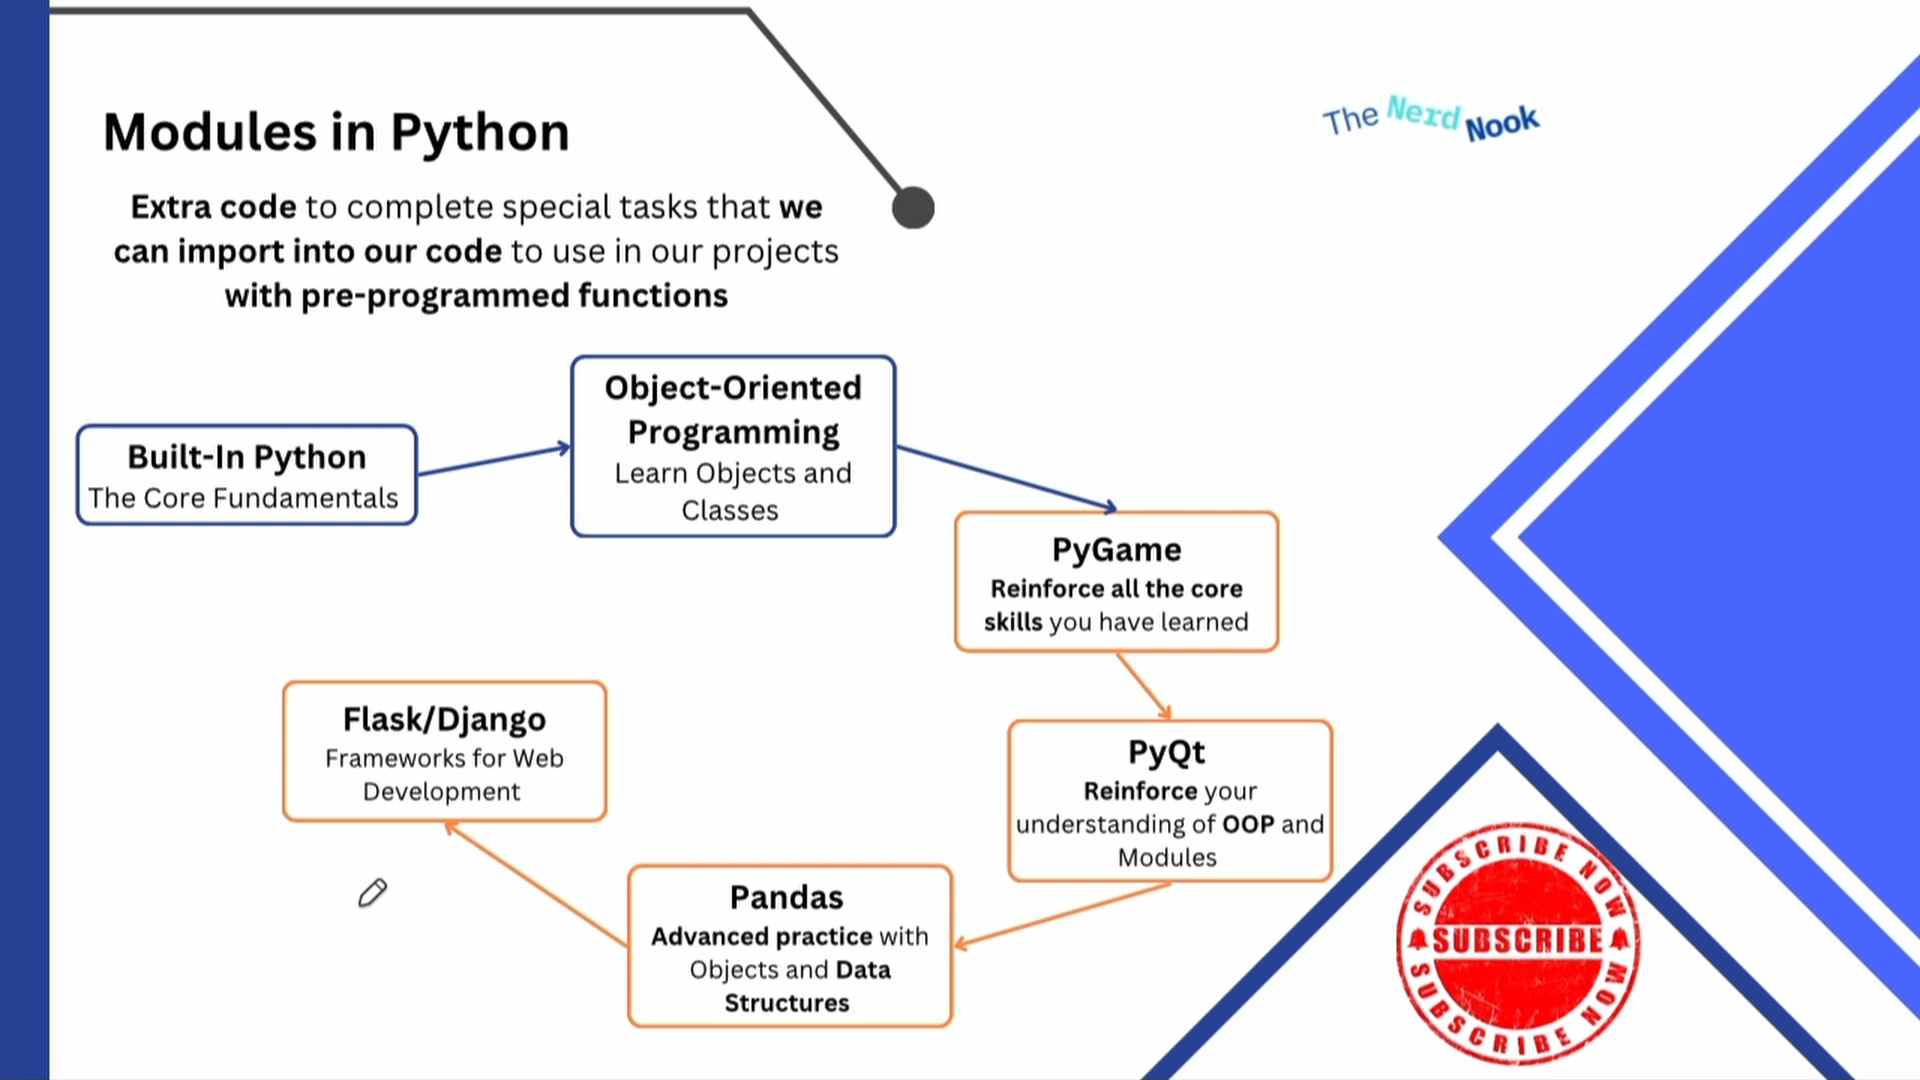 Modules in Python
The Nerd Nook
Extra code to complete special tasks that we
can import into our code to use in our projects
with pre-programmed functions
Built-In Python
The Core Fundamentals
Object-Oriented
Programming
Learn Objects and
Classes
PyGame
Reinforce all the core
skills you have learned
PyQt
Reinforce your
understanding of OOP and
Modules
Pandas
Advanced practice with
Objects and Data
Structures
Flask/Django
Frameworks for Web
Development
SUBSCRIBE NOW
SUBSCRIBE
SUBSCRIBE NOW